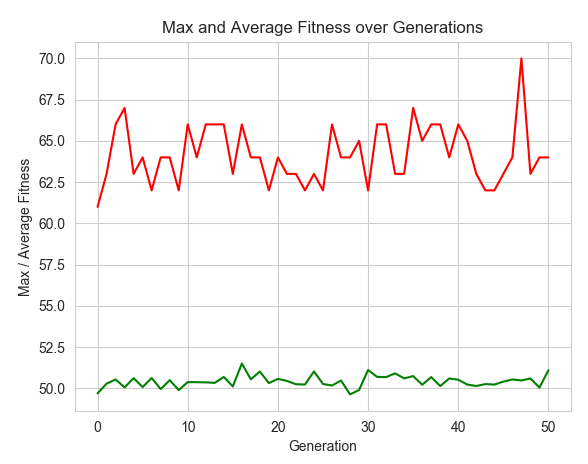 Max and Average Fitness over Generations
Max / Average Fitness
70.0
67.5
65.0
62.5
60.0
57.5
55.0
52.5
50.0
0 10 20 30 40 50
Generation